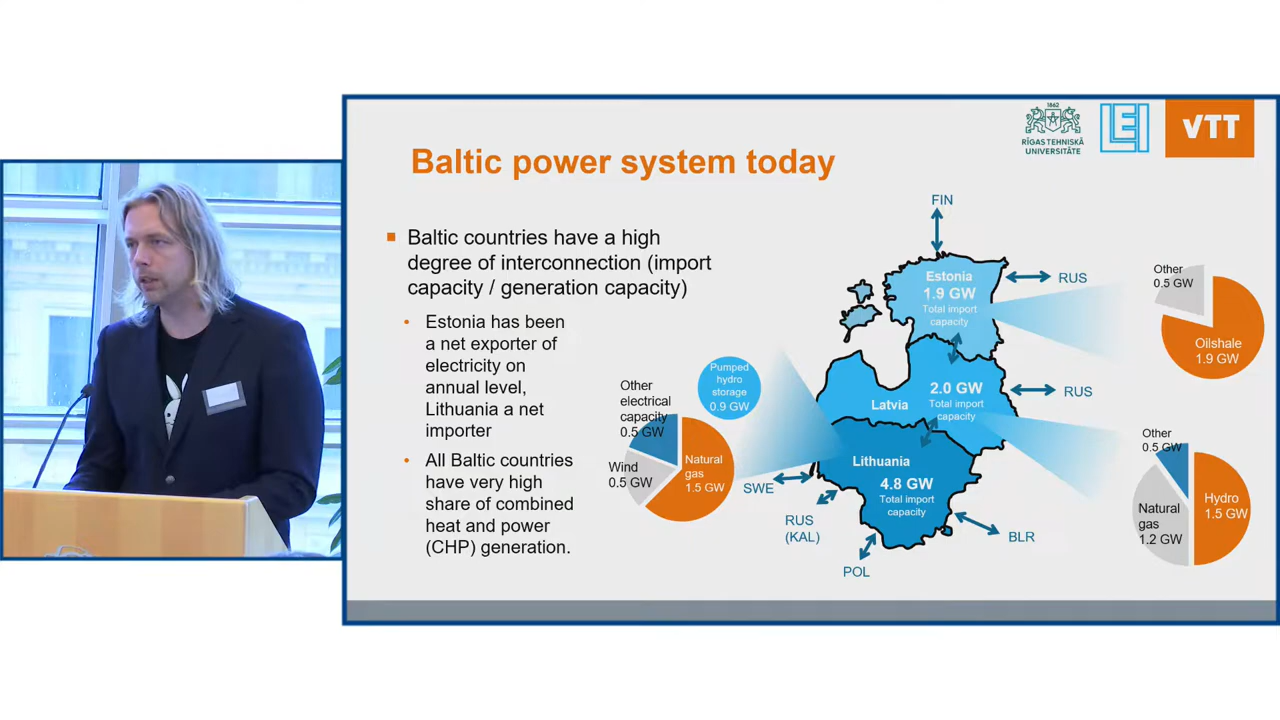 1862
RĪGAS TEHNISKĀ
UNIVERSITĀTE
LEI
VTT
Baltic power system today
Baltic countries have a high
degree of interconnection (import
capacity / generation capacity)
Estonia has been
a net exporter of
electricity on
annual level,
Lithuania a net
importer
All Baltic countries
have very high
share of combined
heat and power
(CHP) generation.
Other
electrical
capacity
0.5 GW
Wind
0.5 GW
Natural
gas
1.5 GW
Pumped
hydro
storage
0.9 GW
FIN
Estonia
1.9 GW
Total import
capacity
RUS
Latvia
2.0 GW
Total import
capacity
RUS
Lithuania
4.8 GW
Total import
capacity
SWE
RUS
(KAL)
POL
BLR
Other
0.5 GW
Oilshale
1.9 GW
Other
0.5 GW
Natural
gas
1.2 GW
Hydro
1.5 GW